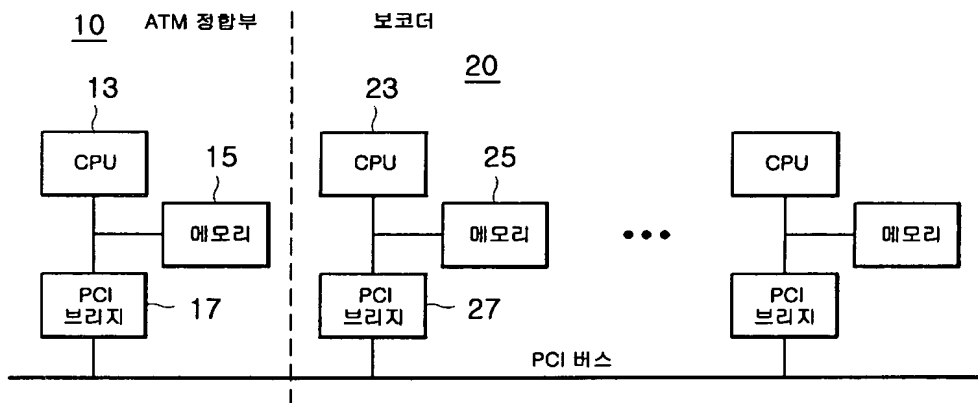 10 ATM 정합부 보코더
20
13 23
CPU CPU CPU
15 25
메모리 메모리 메모리
PCI 브리지 17 PCI 브리지 27 PCI 브리지
PCI 버스